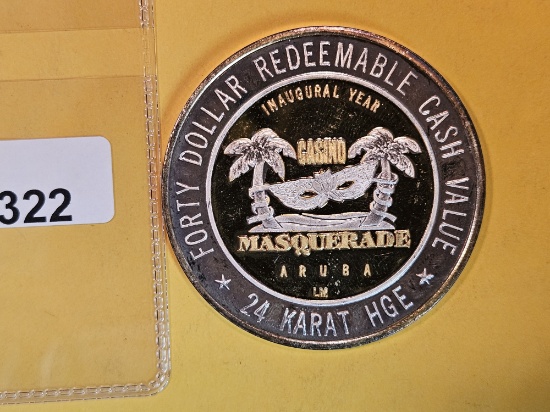 322
FORTY DOLLAR REDEEMABLE CASH VALUE
INAUGURAL YEAR
CASINO
MASQUERADE
ARUBA
LM
* 24 KARAT HGE *